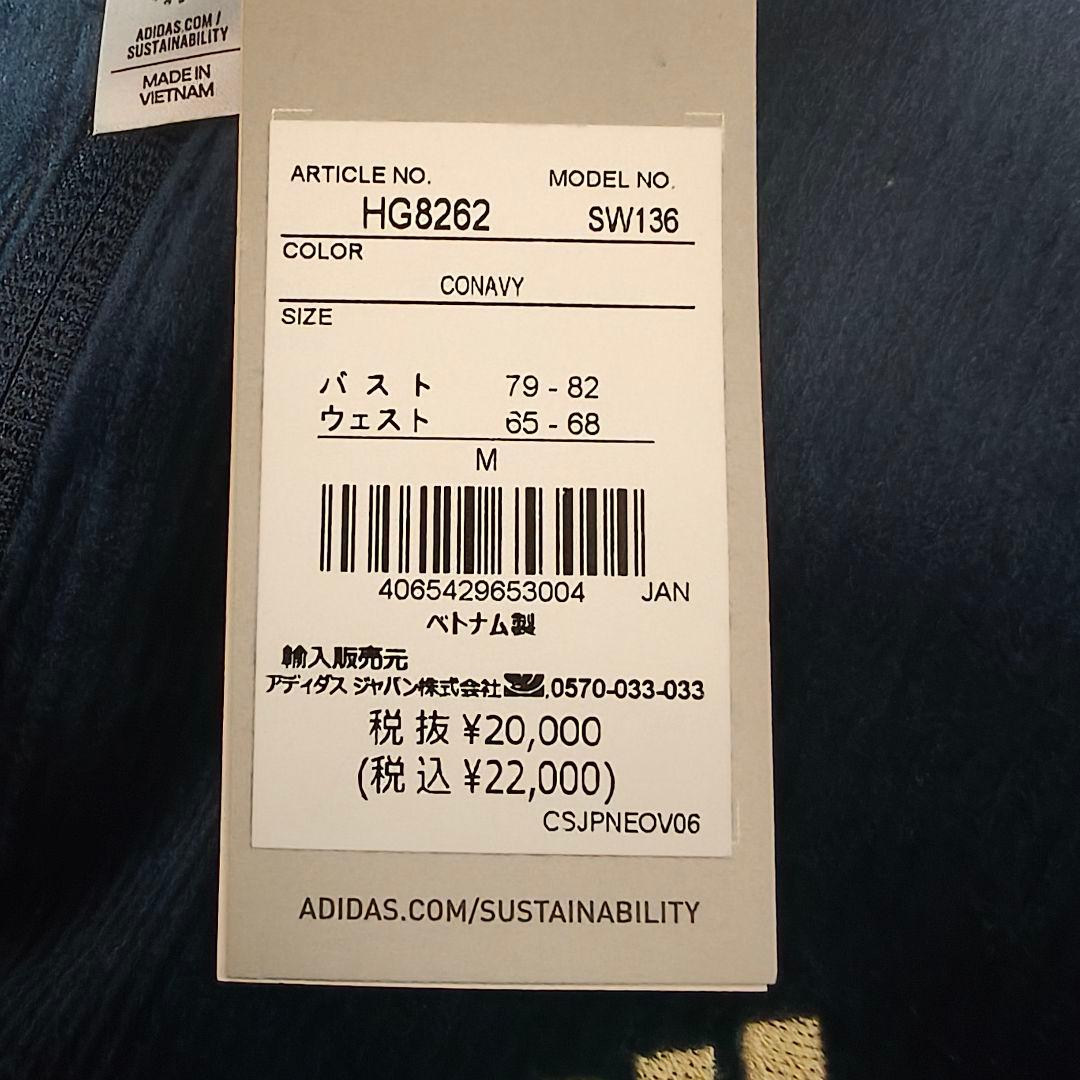 ADIDAS.COM/
SUSTAINABILITY
MADE IN
VIETNAM
ARTICLE NO. MODEL NO.
HG8262 SW136
COLOR
CONAVY
SIZE
バスト 79 - 82
ウェスト 65 - 68
M
4065429653004 JAN
ベトナム製
輸入販売元
アディダス ジャパン株式会社 0570-033-033
税抜 ¥20,000
(税込 ¥22,000)
CSJPNEOV06
ADIDAS.COM/SUSTAINABILITY